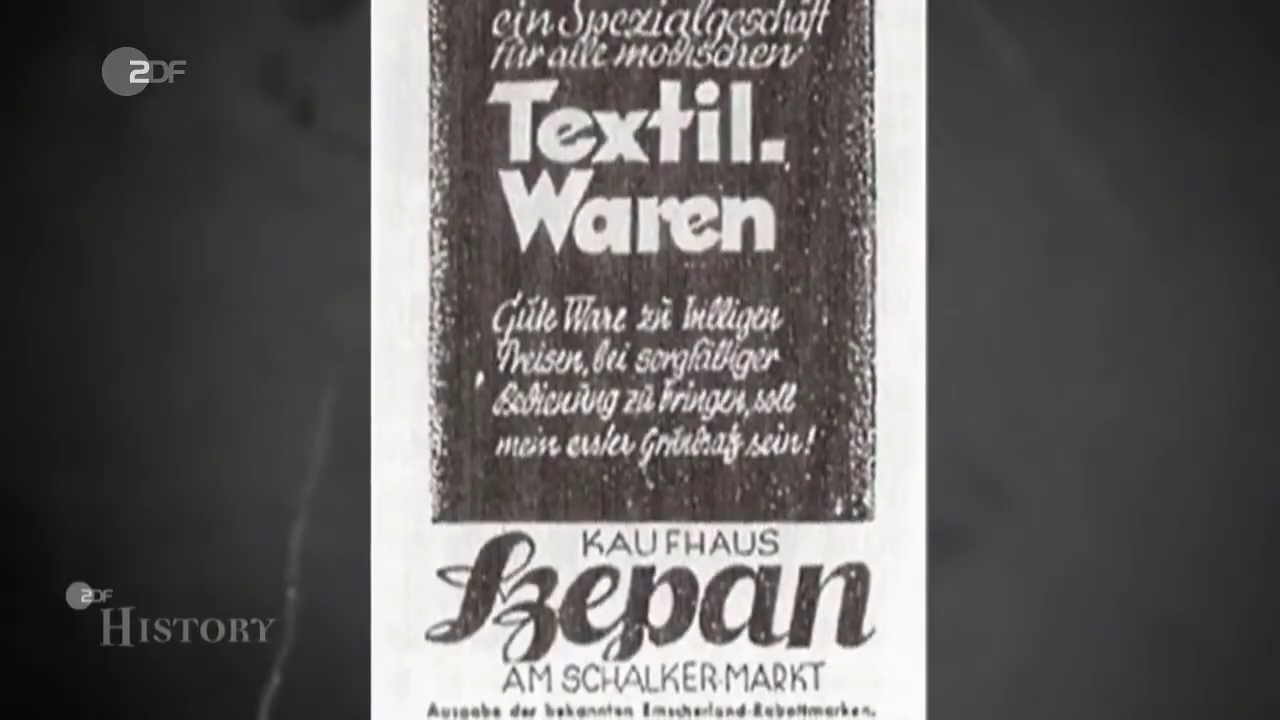 ZDF
ein Spezialgeschäft
für alle modischen
Textil-
Waren
Gute Ware zu billigen
Preisen, bei sorgfältiger
Bedienung zu bringen, soll
mein erster Grundsatz sein!
KAUFHAUS
Szepan
AM SCHALKER-MARKT
Ausgabe der bekannten Emscherland-Rabattmarken.
ZDF
HISTORY